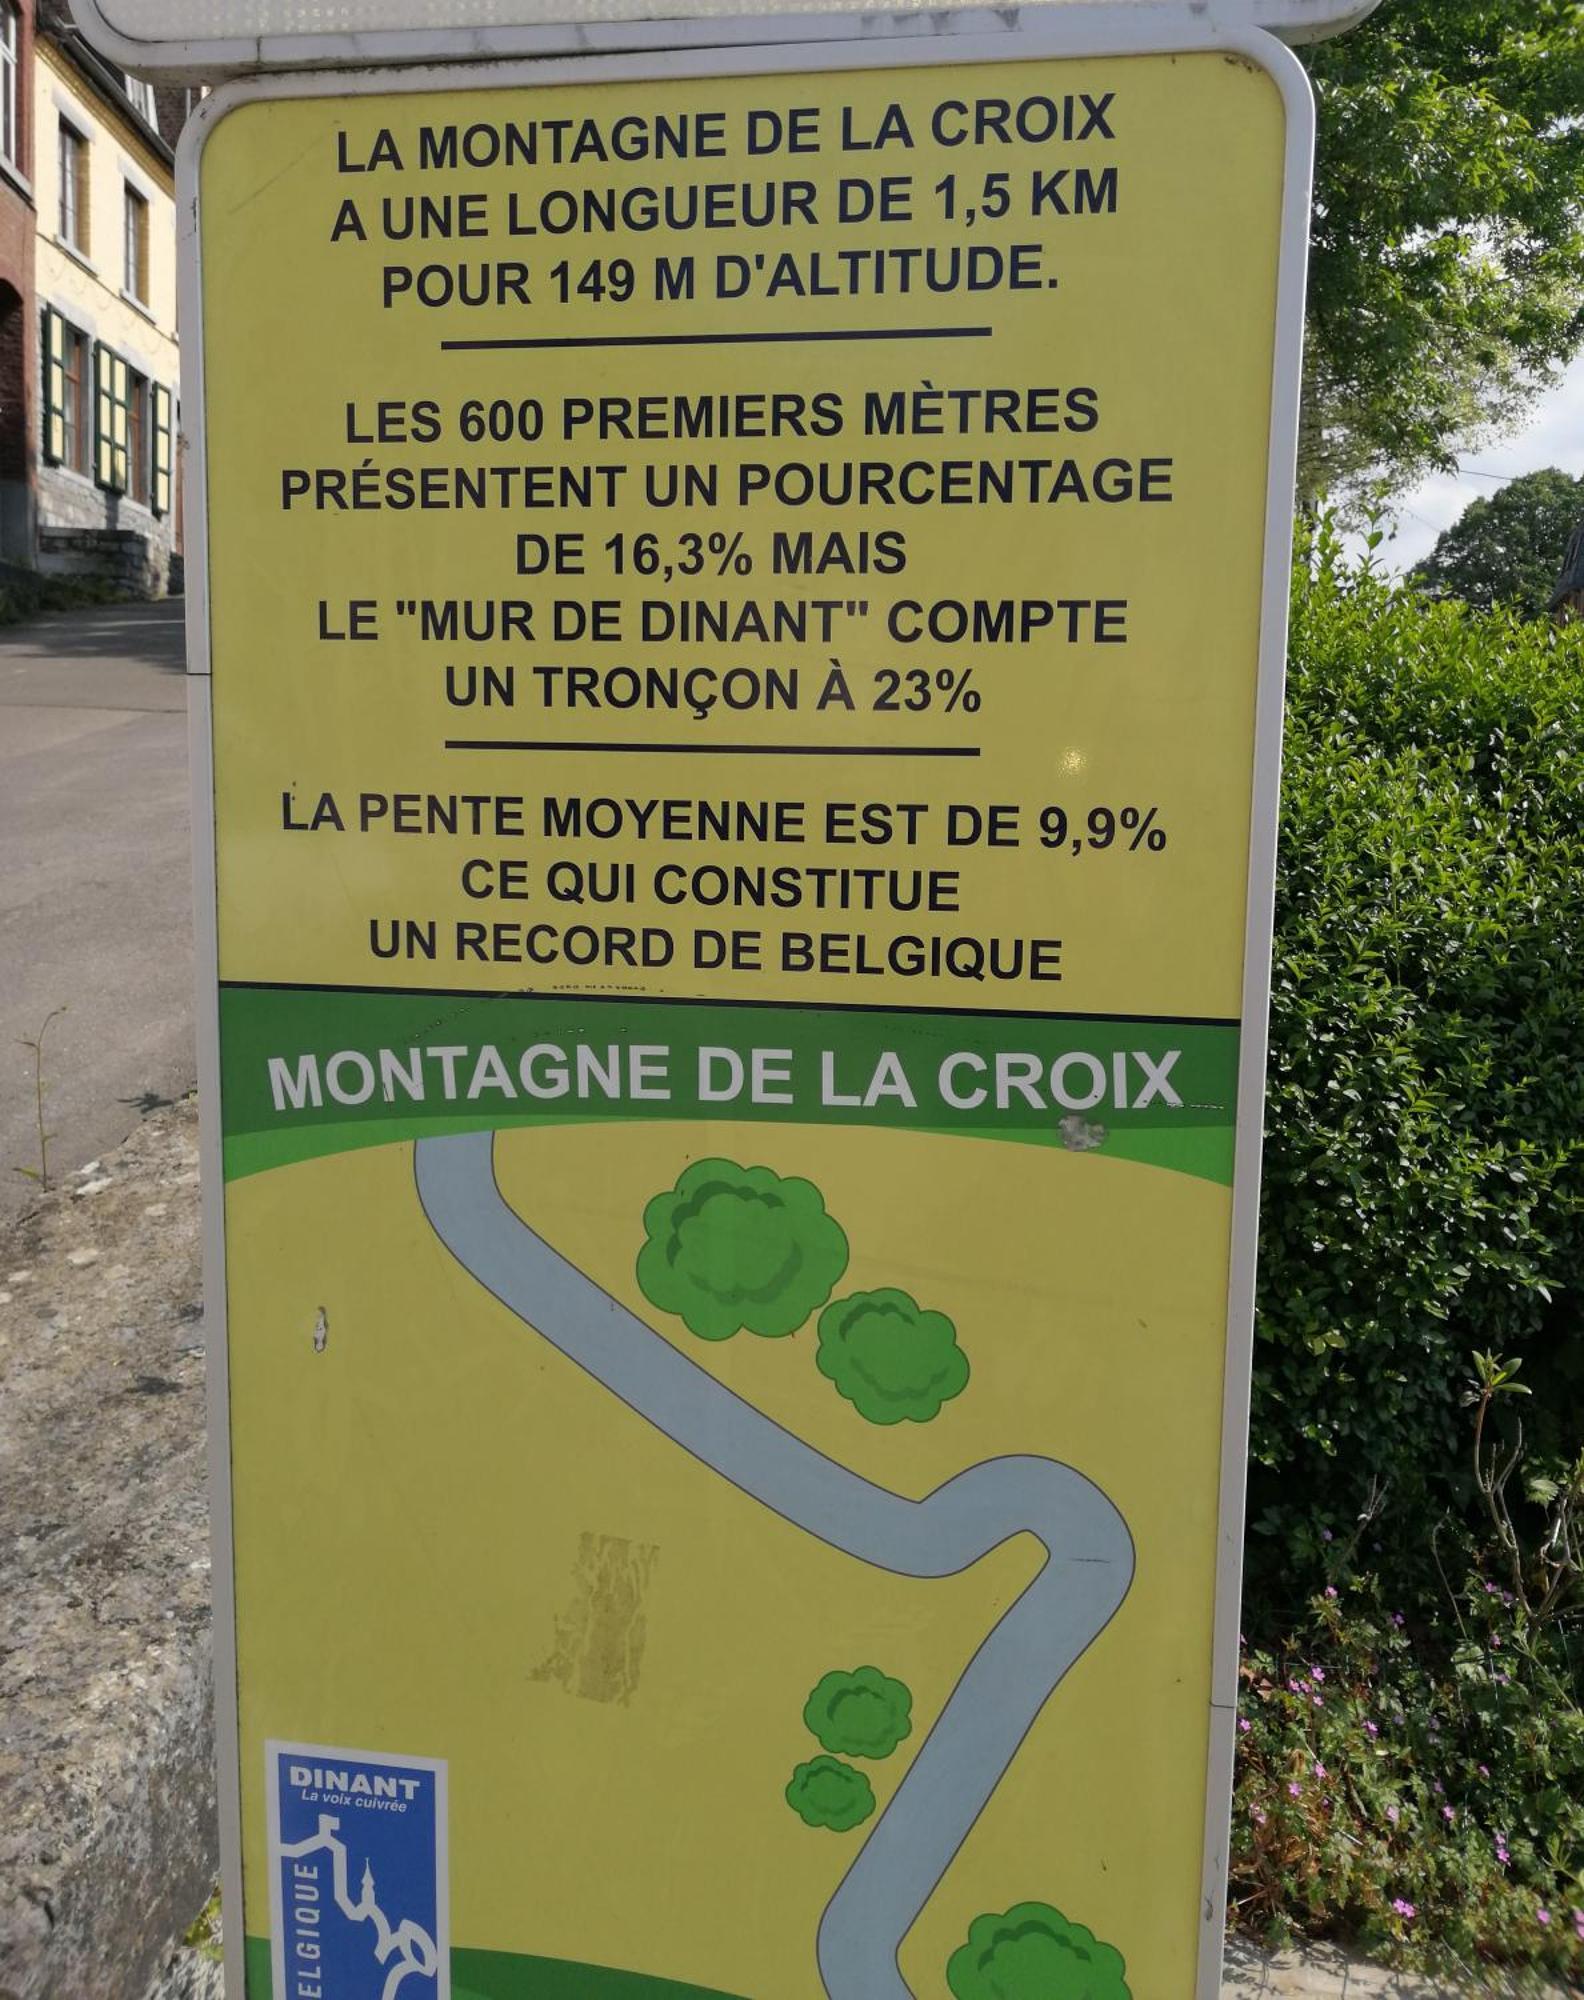 LA MONTAGNE DE LA CROIX
A UNE LONGUEUR DE 1,5 KM
POUR 149 M D'ALTITUDE.
LES 600 PREMIERS MÈTRES
PRÉSENTENT UN POURCENTAGE
DE 16,3% MAIS
LE "MUR DE DINANT" COMPTE
UN TRONÇON À 23%
LA PENTE MOYENNE EST DE 9,9%
CE QUI CONSTITUE
UN RECORD DE BELGIQUE
MONTAGNE DE LA CROIX
DINANT
La voix cuivrée
ELGIQUE